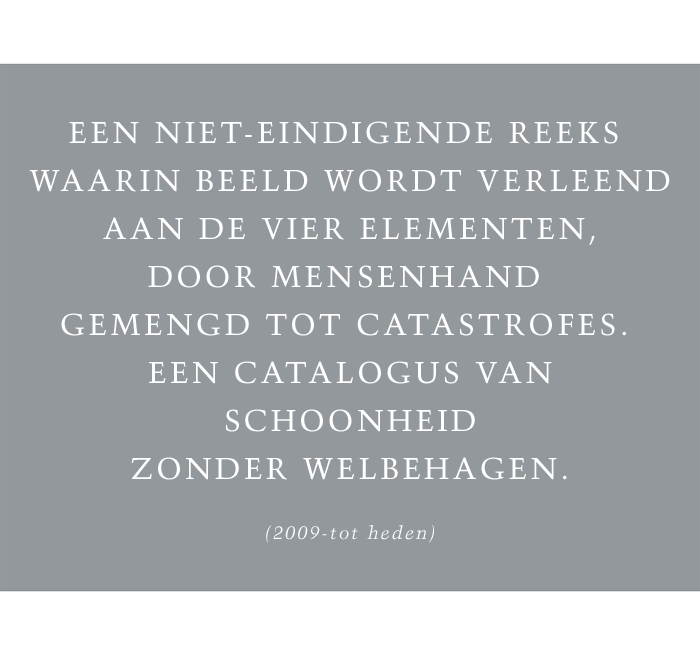 EEN NIET-EINDIGENDE REEKS
WAARIN BEELD WORDT VERLEEND
AAN DE VIER ELEMENTEN,
DOOR MENSENHAND
GEMENGD TOT CATASTROFES.
EEN CATALOGUS VAN
SCHOONHEID
ZONDER WELBEHAGEN.
(2009-tot heden)